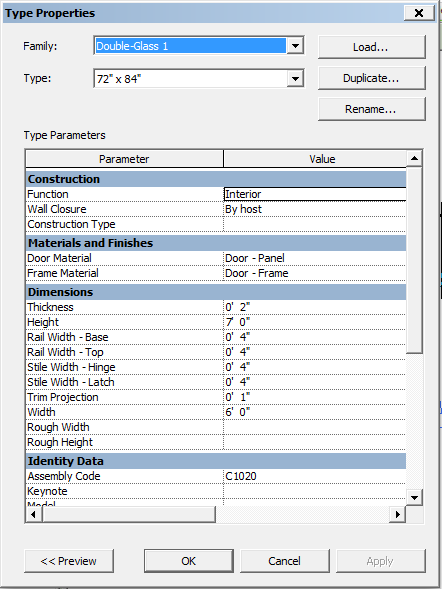 Type Properties
Family: Double-Glass 1 Load...
Type: 72" x 84" Duplicate...
Rename...
Type Parameters
Parameter Value
Construction
Function Interior
Wall Closure By host
Construction Type
Materials and Finishes
Door Material Door - Panel
Frame Material Door - Frame
Dimensions
Thickness 0' 2"
Height 7' 0"
Rail Width - Base 0' 4"
Rail Width - Top 0' 4"
Stile Width - Hinge 0' 4"
Stile Width - Latch 0' 4"
Trim Projection 0' 1"
Width 6' 0"
Rough Width
Rough Height
Identity Data
Assembly Code C1020
Keynote
Model
<< Preview OK Cancel Apply